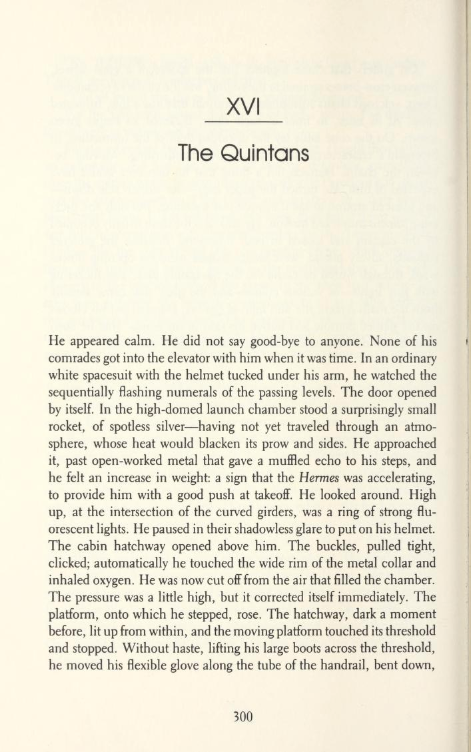 XVI
The Quintans
He appeared calm. He did not say good-bye to anyone. None of his
comrades got into the elevator with him when it was time. In an ordinary
white spacesuit with the helmet tucked under his arm, he watched the
sequentially flashing numerals of the passing levels. The door opened
by itself. In the high-domed launch chamber stood a surprisingly small
rocket, of spotless silver—having not yet traveled through an atmo-
sphere, whose heat would blacken its prow and sides. He approached
it, past open-worked metal that gave a muffled echo to his steps, and
he felt an increase in weight: a sign that the Hermes was accelerating,
to provide him with a good push at takeoff. He looked around. High
up, at the intersection of the curved girders, was a ring of strong flu-
orescent lights. He paused in their shadowless glare to put on his helmet.
The cabin hatchway opened above him. The buckles, pulled tight,
clicked; automatically he touched the wide rim of the metal collar and
inhaled oxygen. He was now cut off from the air that filled the chamber.
The pressure was a little high, but it corrected itself immediately. The
platform, onto which he stepped, rose. The hatchway, dark a moment
before, lit up from within, and the moving platform touched its threshold
and stopped. Without haste, lifting his large boots across the threshold,
he moved his flexible glove along the tube of the handrail, bent down,
300